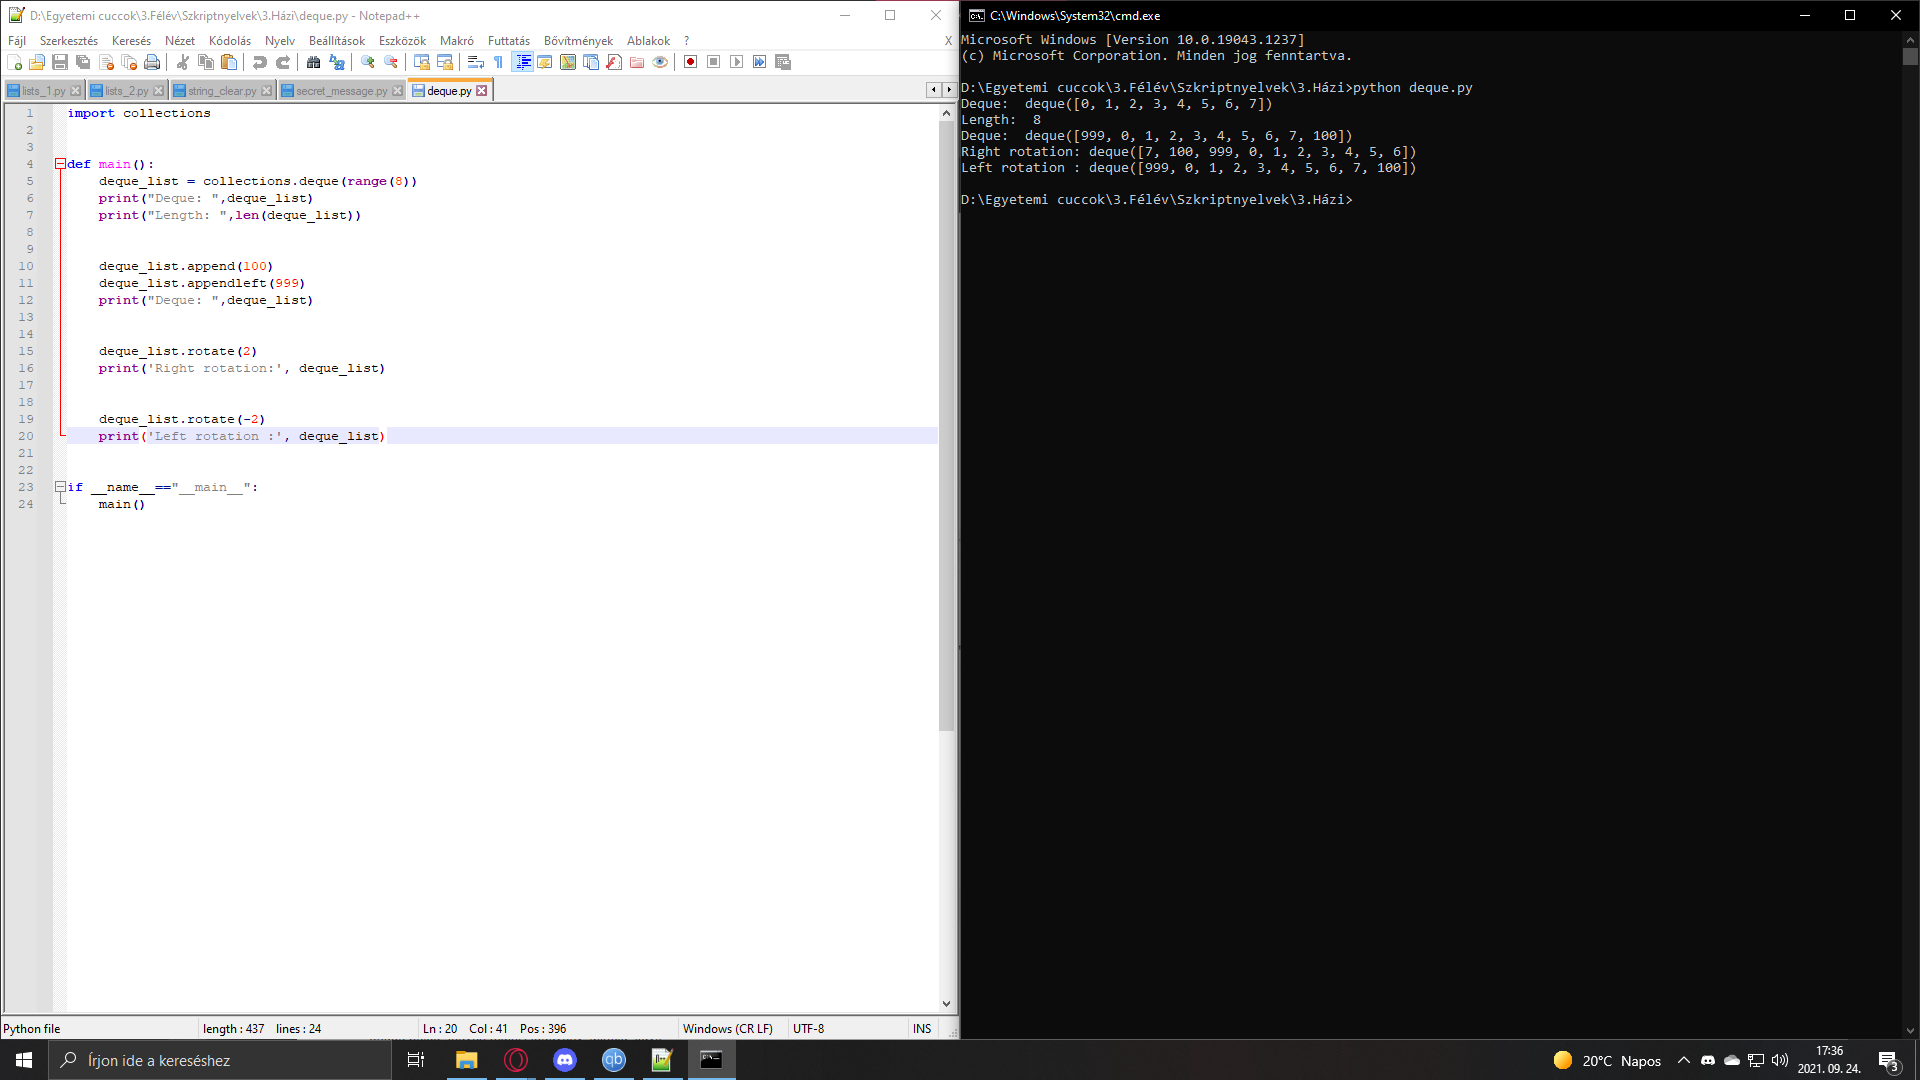 D:\Egyetemi cuccok\3.Félév\Szkriptnyelvek\3.Házi\deque.py - Notepad++
Fájl Szerkesztés Keresés Nézet Kódolás Nyelv Beállítások Eszközök Makró Futtatás Bővítmények Ablakok ? X
lists_1.py lists_2.py string_clear.py secret_message.py deque.py
1 import collections
2
3
4 def main():
5 deque_list = collections.deque(range(8))
6 print("Deque: ",deque_list)
7 print("Length: ",len(deque_list))
8
9
10 deque_list.append(100)
11 deque_list.appendleft(999)
12 print("Deque: ",deque_list)
13
14
15 deque_list.rotate(2)
16 print('Right rotation:', deque_list)
17
18
19 deque_list.rotate(-2)
20 print('Left rotation :', deque_list)
21
22
23 if __name__=="__main__":
24 main()
Python file length : 437 lines : 24 Ln : 20 Col : 41 Pos : 396 Windows (CR LF) UTF-8 INS
C:\Windows\System32\cmd.exe
Microsoft Windows [Version 10.0.19043.1237]
(c) Microsoft Corporation. Minden jog fenntartva.
D:\Egyetemi cuccok\3.Félév\Szkriptnyelvek\3.Házi>python deque.py
Deque:  deque([0, 1, 2, 3, 4, 5, 6, 7])
Length:  8
Deque:  deque([999, 0, 1, 2, 3, 4, 5, 6, 7, 100])
Right rotation: deque([7, 100, 999, 0, 1, 2, 3, 4, 5, 6])
Left rotation : deque([999, 0, 1, 2, 3, 4, 5, 6, 7, 100])
D:\Egyetemi cuccok\3.Félév\Szkriptnyelvek\3.Házi>
Írjon ide a kereséshez
qb
20°C Napos
17:36
2021. 09. 24.
3